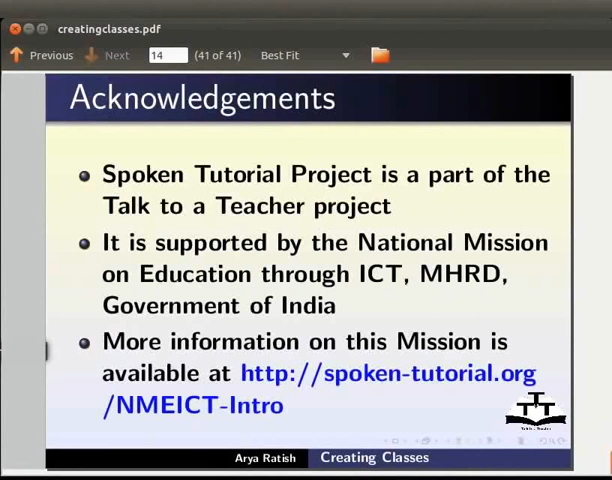 creatingclasses.pdf
Previous Next 14 (41 of 41) Best Fit
Acknowledgements
Spoken Tutorial Project is a part of the
Talk to a Teacher project
It is supported by the National Mission
on Education through ICT, MHRD,
Government of India
More information on this Mission is
available at http://spoken-tutorial.org
/NMEICT-Intro
Arya Ratish Creating Classes